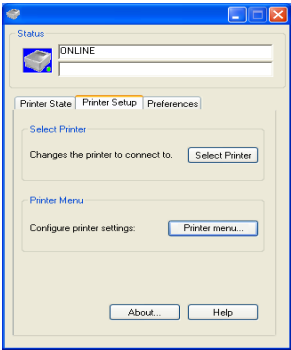 Status
ONLINE
Printer State Printer Setup Preferences
Select Printer
Changes the printer to connect to. Select Printer
Printer Menu
Configure printer settings: Printer menu...
About... Help